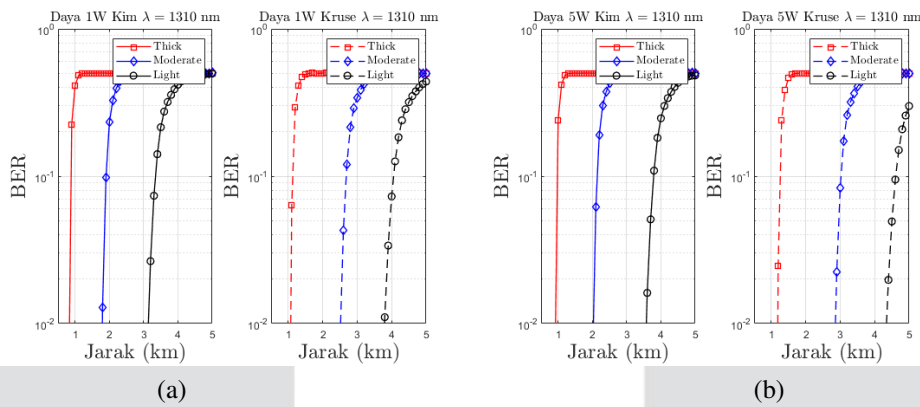 Daya 1W Kim λ = 1310 nm
10^0
10^-1
10^-2
BER
1
2
3
4
5
Jarak (km)
Thick
Moderate
Light
Daya 1W Kruse λ = 1310 nm
10^0
10^-1
10^-2
BER
1
2
3
4
5
Jarak (km)
Thick
Moderate
Light
(a)
Daya 5W Kim λ = 1310 nm
10^0
10^-1
10^-2
BER
1
2
3
4
5
Jarak (km)
Thick
Moderate
Light
Daya 5W Kruse λ = 1310 nm
10^0
10^-1
10^-2
BER
1
2
3
4
5
Jarak (km)
Thick
Moderate
Light
(b)